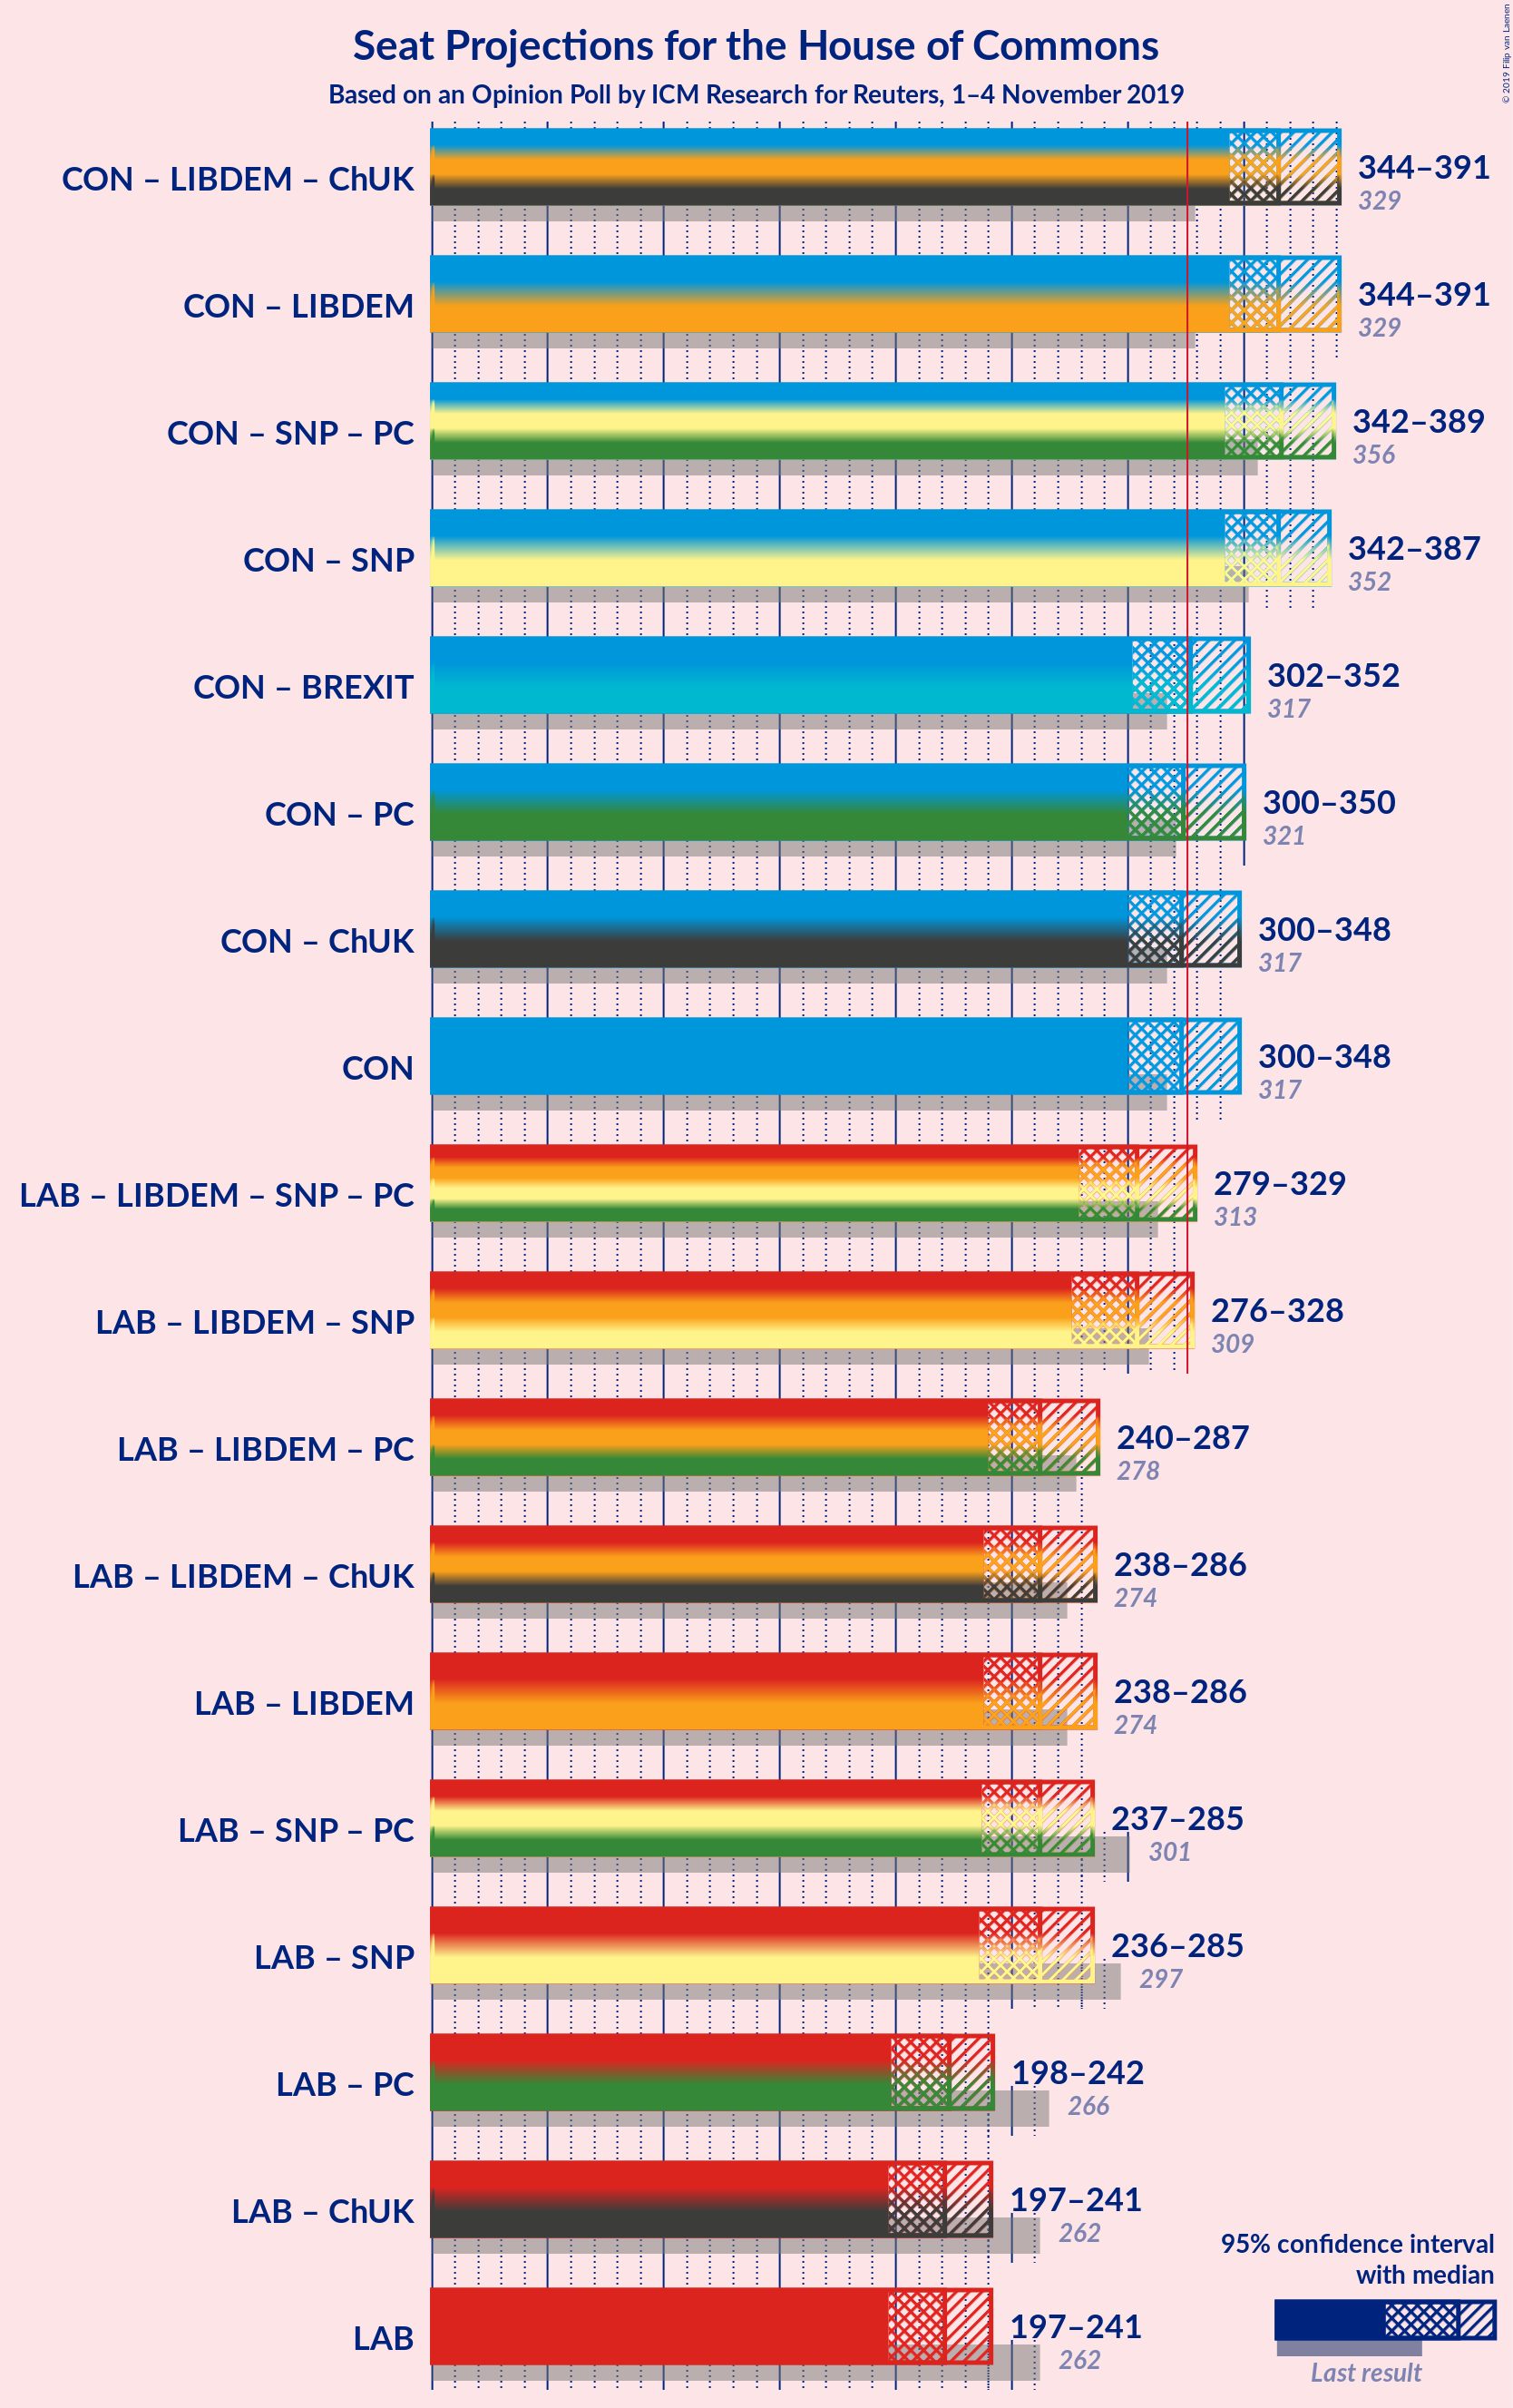 Seat Projections for the House of Commons
Based on an Opinion Poll by ICM Research for Reuters, 1–4 November 2019
© 2019 Filip van Laenen
CON – LIBDEM – ChUK
344–391
329
CON – LIBDEM
344–391
329
CON – SNP – PC
342–389
356
CON – SNP
342–387
352
CON – BREXIT
302–352
317
CON – PC
300–350
321
CON – ChUK
300–348
317
CON
300–348
317
LAB – LIBDEM – SNP – PC
279–329
313
LAB – LIBDEM – SNP
276–328
309
LAB – LIBDEM – PC
240–287
278
LAB – LIBDEM – ChUK
238–286
274
LAB – LIBDEM
238–286
274
LAB – SNP – PC
237–285
301
LAB – SNP
236–285
297
LAB – PC
198–242
266
LAB – ChUK
197–241
262
LAB
197–241
262
95% confidence interval
with median
Last result